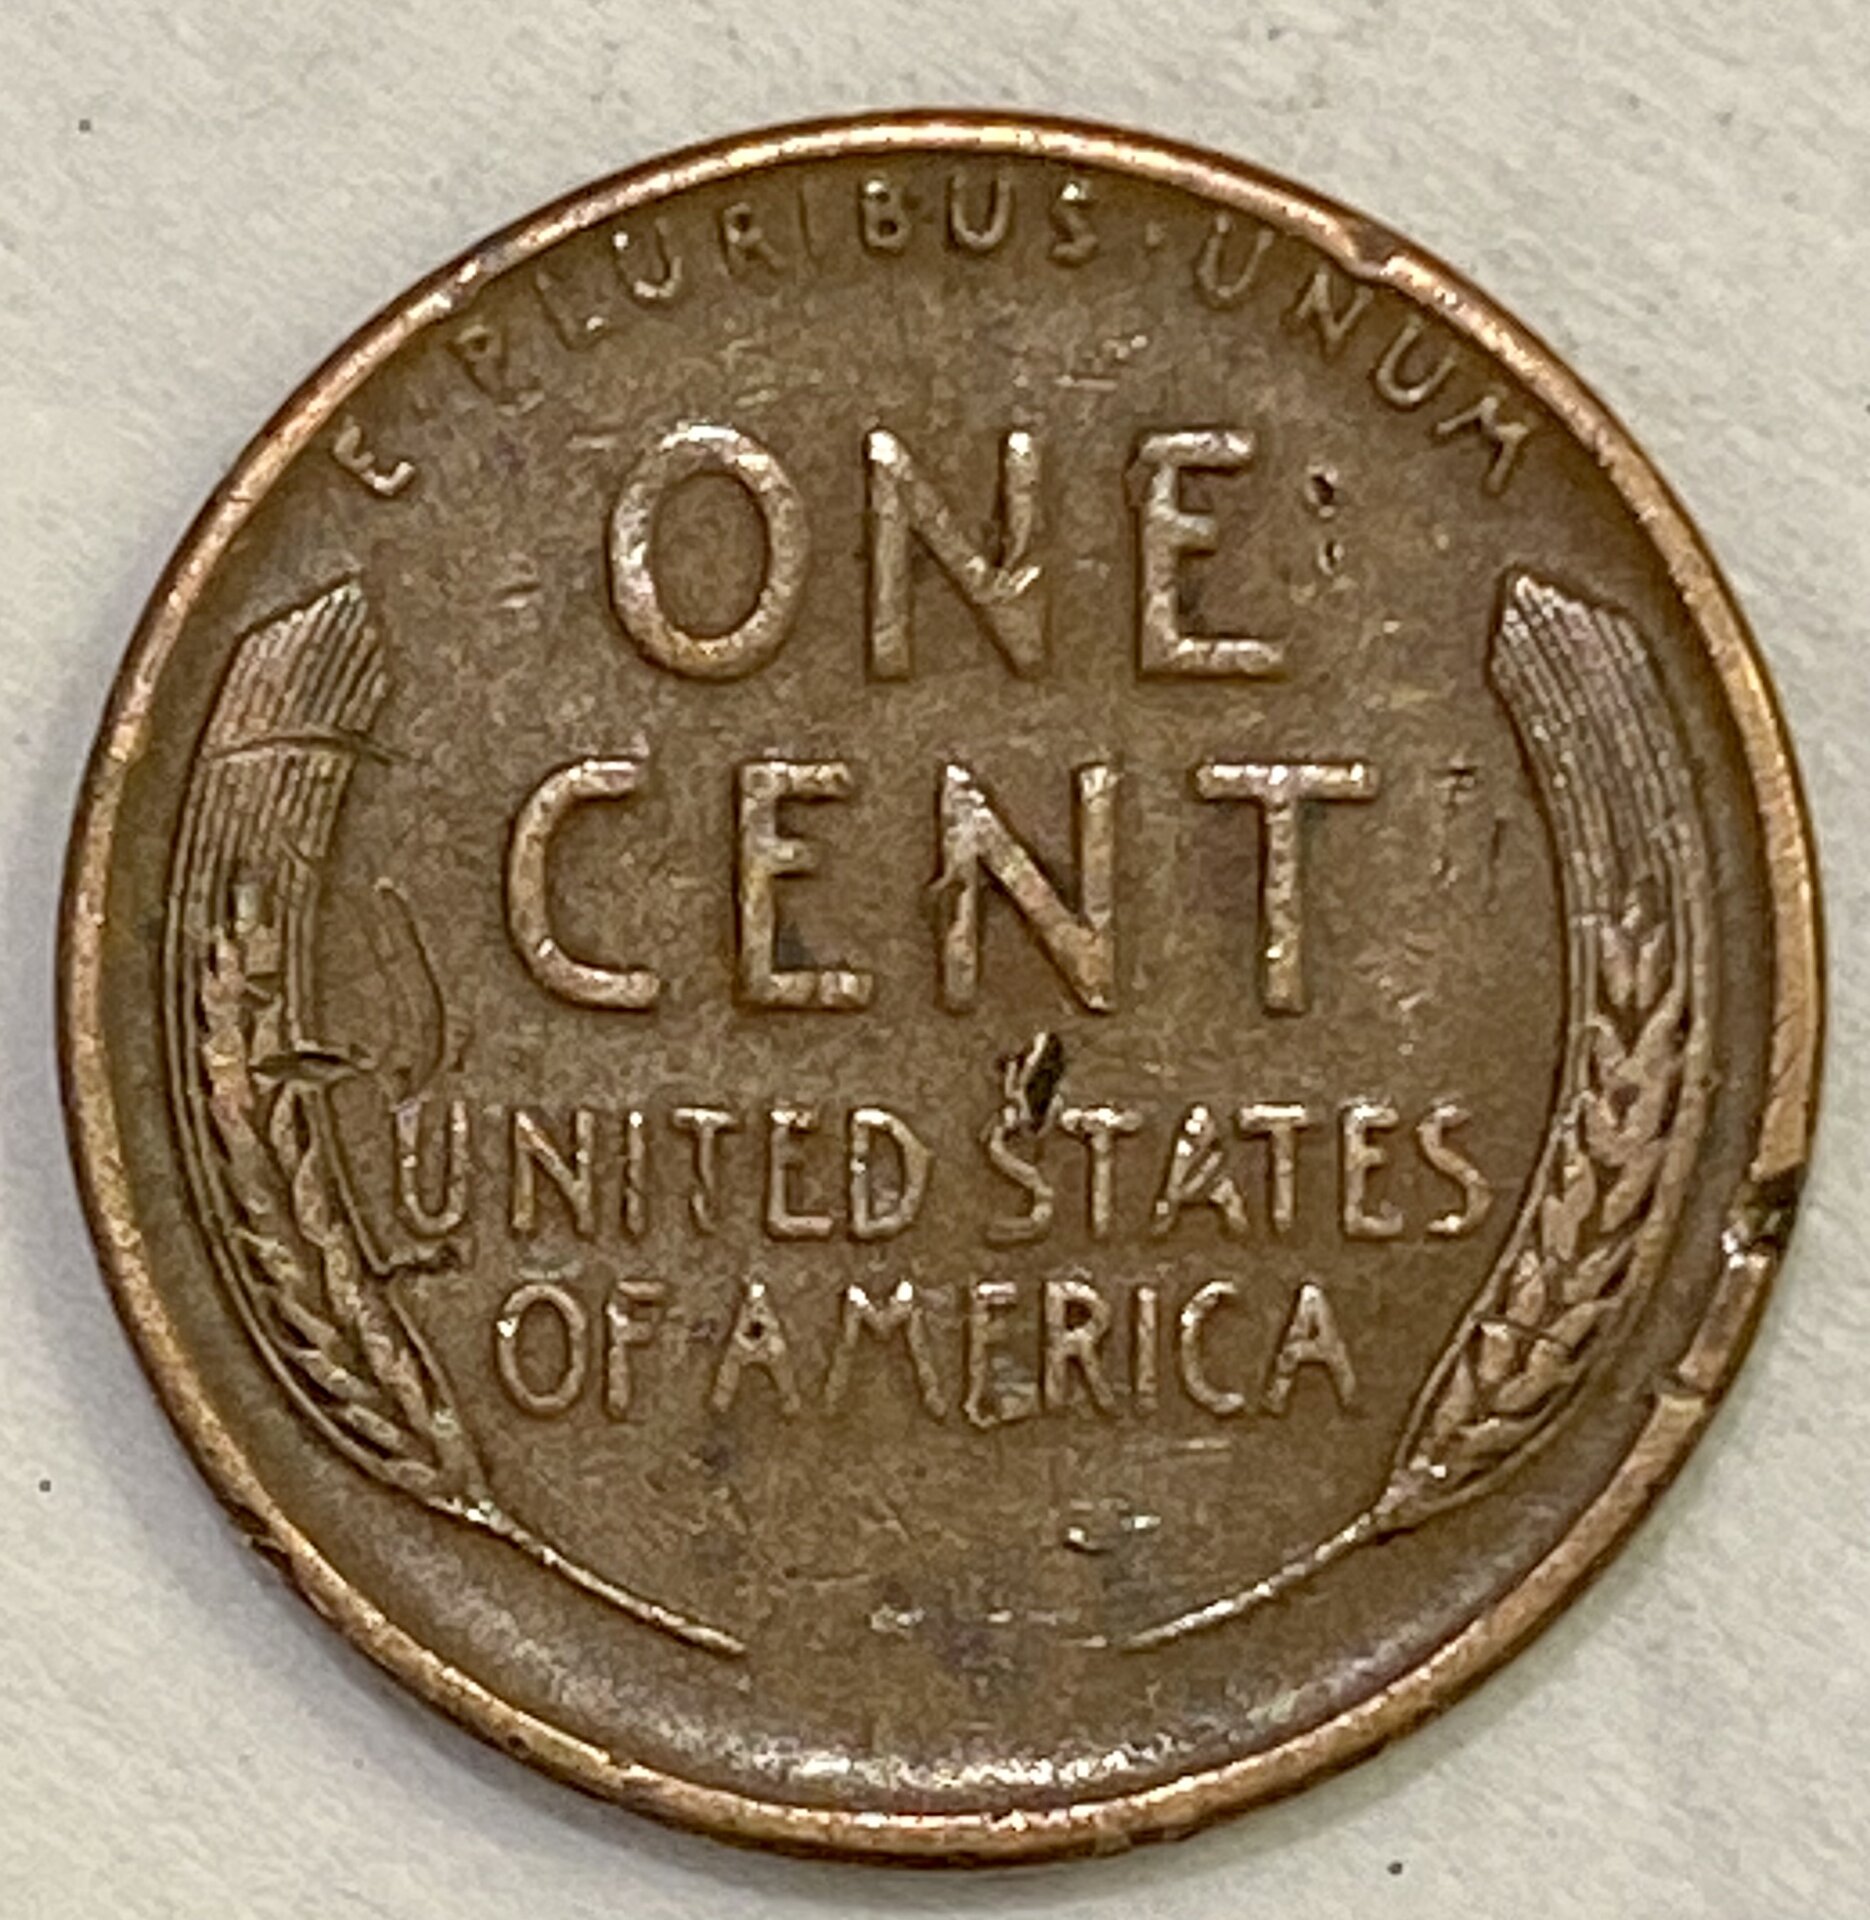 E·PLURIBUS·UNUM
ONE
CENT
UNITED STATES
OF AMERICA